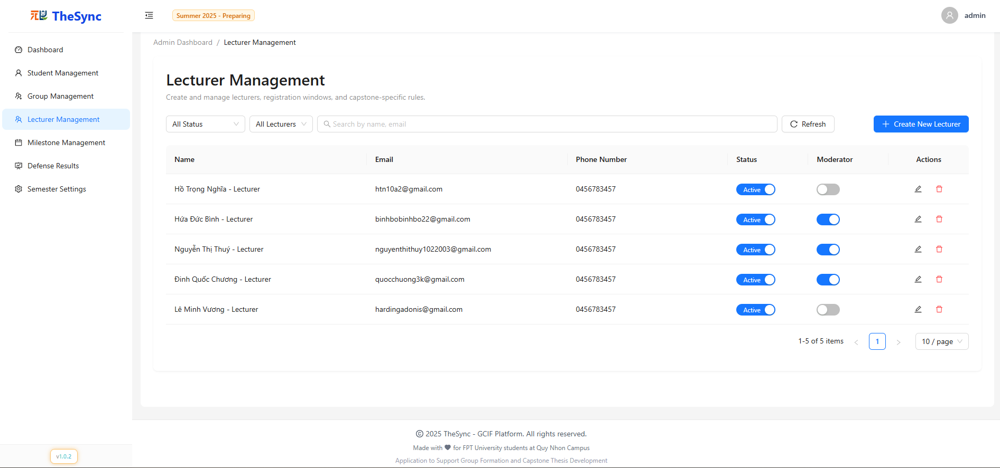 TheSync
Summer 2025 - Preparing
admin
Dashboard
Student Management
Group Management
Lecturer Management
Milestone Management
Defense Results
Semester Settings
v1.0.2
Admin Dashboard / Lecturer Management
Lecturer Management
Create and manage lecturers, registration windows, and capstone-specific rules.
All Status All Lecturers Search by name, email Refresh Create New Lecturer
Name Email Phone Number Status Moderator Actions
Hồ Trọng Nghĩa - Lecturer htn10a2@gmail.com 0456783457 Active
Hứa Đức Bình - Lecturer binhbobinhbo22@gmail.com 0456783457 Active
Nguyễn Thị Thuý - Lecturer nguyenthithuy1022003@gmail.com 0456783457 Active
Đinh Quốc Chương - Lecturer quocchuong3k@gmail.com 0456783457 Active
Lê Minh Vương - Lecturer hardingadonis@gmail.com 0456783457 Active
1-5 of 5 items < 1 > 10 / page
© 2025 TheSync - GCIF Platform. All rights reserved.
Made with ♥ for FPT University students at Quy Nhon Campus
Application to Support Group Formation and Capstone Thesis Development